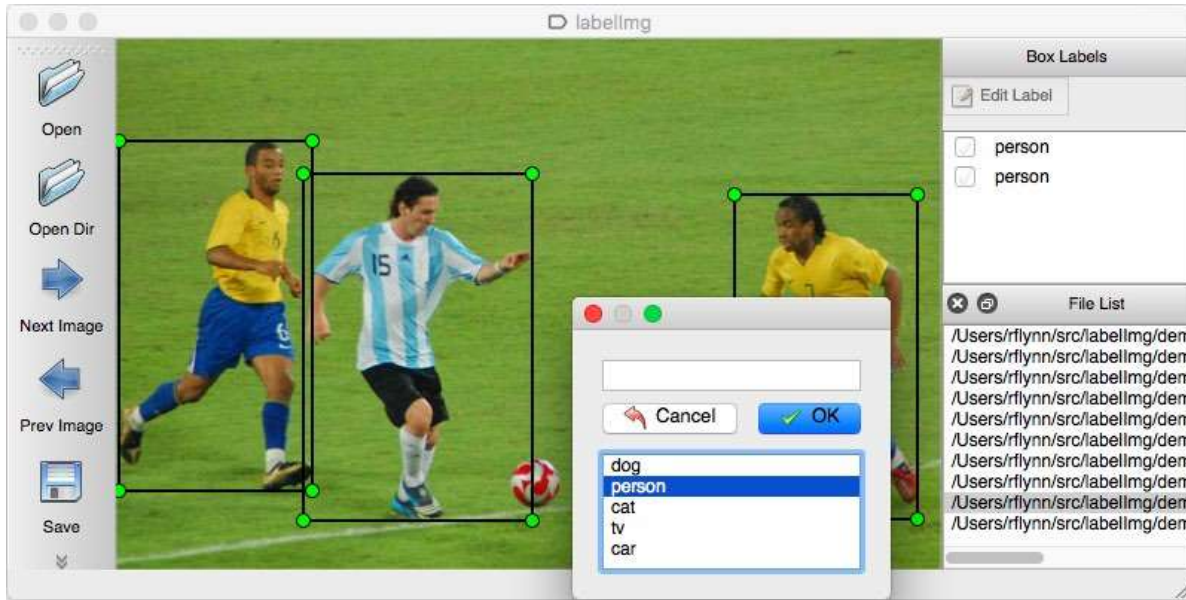 labelImg
Open
Open Dir
Next Image
Prev Image
Save
6
15
7
Cancel
OK
dog
person
cat
tv
car
Box Labels
Edit Label
person
person
File List
/Users/rflynn/src/labelImg/dem
/Users/rflynn/src/labelImg/dem
/Users/rflynn/src/labelImg/dem
/Users/rflynn/src/labelImg/dem
/Users/rflynn/src/labelImg/dem
/Users/rflynn/src/labelImg/dem
/Users/rflynn/src/labelImg/dem
/Users/rflynn/src/labelImg/dem
/Users/rflynn/src/labelImg/dem
/Users/rflynn/src/labelImg/dem